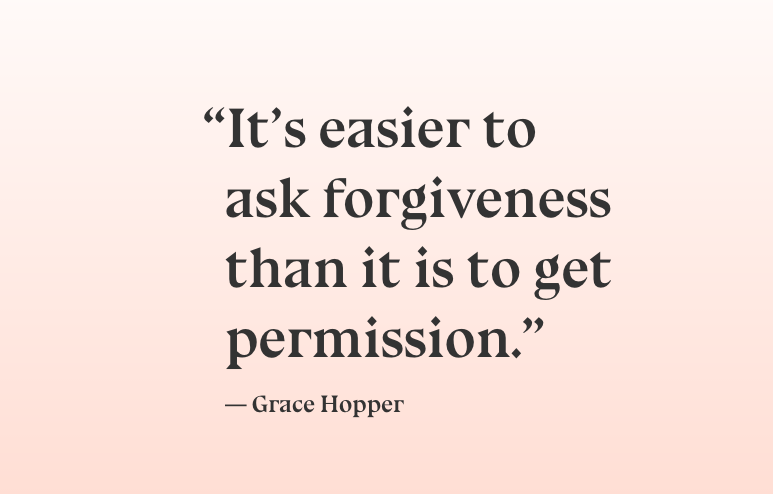 “It’s easier to
ask forgiveness
than it is to get
permission.”
— Grace Hopper